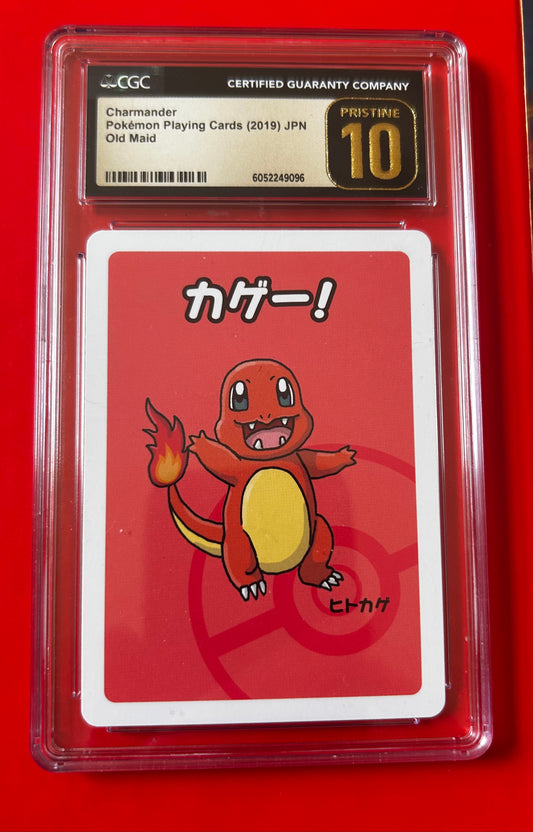 CGC
CERTIFIED GUARANTY COMPANY
Charmander
Pokémon Playing Cards (2019) JPN
Old Maid
6052249096
PRISTINE
10
カゲー!
ヒトカゲ